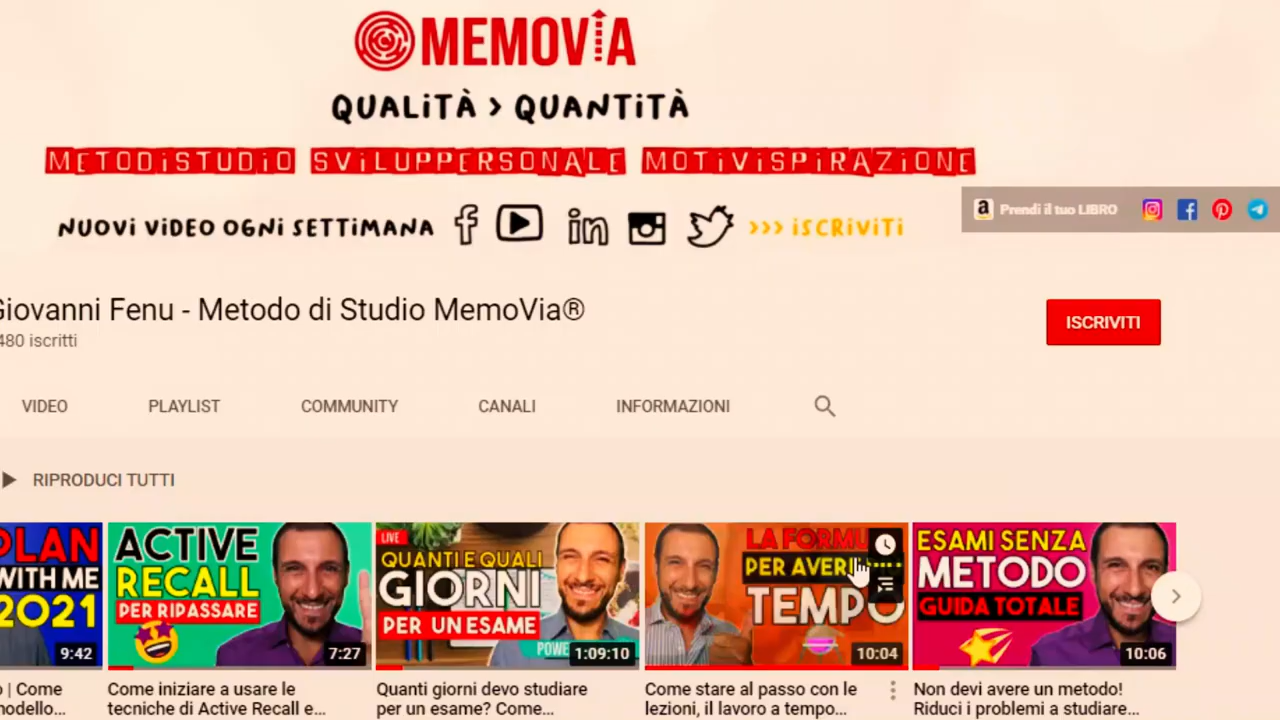 MEMOVIA
QUALITÀ > QUANTITÀ
METODiSTUDiO SViLUPPERSONALE MOTiViSPiRAZiONE
NUOVI VIDEO OGNI SETTIMANA >>> ISCRIVITI
Prendi il tuo LIBRO
Giovanni Fenu - Metodo di Studio MemoVia®
480 iscritti
ISCRIVITI
VIDEO PLAYLIST COMMUNITY CANALI INFORMAZIONI
RIPRODUCI TUTTI
PLAN
WITH ME
2021
9:42
ACTIVE
RECALL
PER RIPASSARE
7:27
LIVE
QUANTI E QUALI
GIORNI
PER UN ESAME
1:09:10
LA
PER
TEMPO
10:04
ESAMI SENZA
METODO
GUIDA TOTALE
10:06
| Come
Come iniziare a usare le
tecniche di Active Recall e...
Quanti giorni devo studiare
per un esame? Come...
Come stare al passo con le
lezioni, il lavoro a tempo...
Non devi avere un metodo!
Riduci i problemi a studiare...